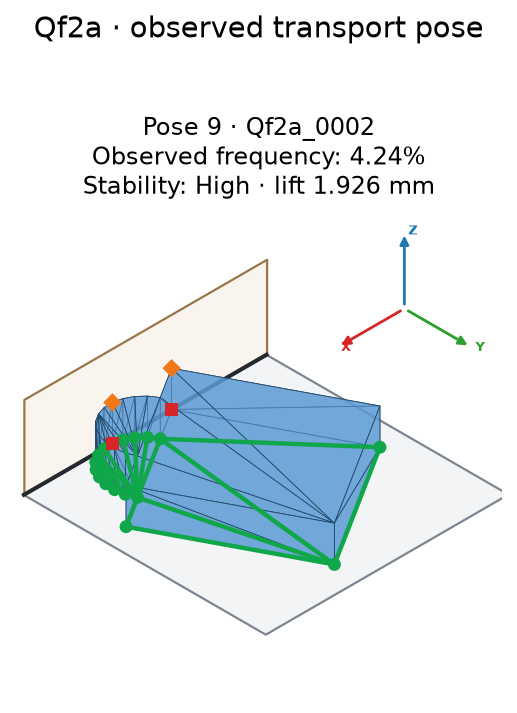 Qf2a · observed transport pose
Pose 9 · Qf2a_0002
Observed frequency: 4.24%
Stability: High · lift 1.926 mm
Z
X
Y